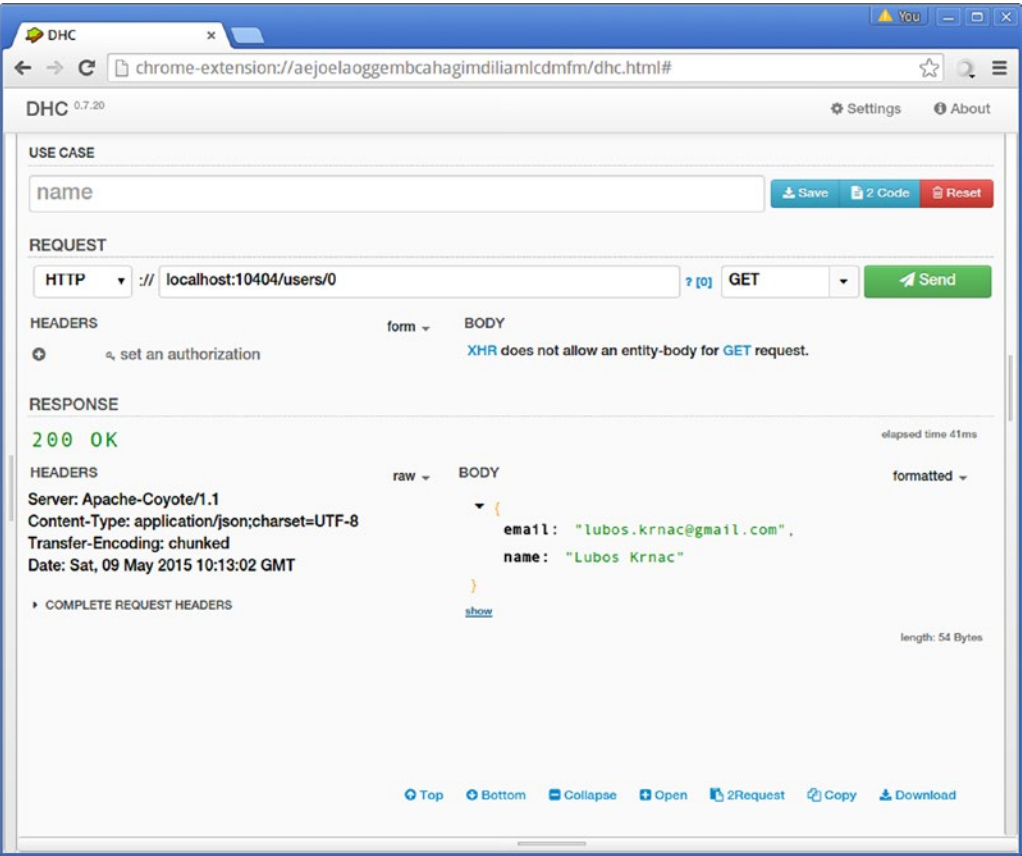 You
DHC
chrome-extension://aejoelaoggembcahagimdiliamlcdmfm/dhc.html#
DHC 0.7.20 Settings About
USE CASE
name Save 2 Code Reset
REQUEST
HTTP :// localhost:10404/users/0 ? [0] GET Send
HEADERS form BODY
set an authorization XHR does not allow an entity-body for GET request.
RESPONSE
200 OK elapsed time 41ms
HEADERS raw BODY formatted
Server: Apache-Coyote/1.1
Content-Type: application/json;charset=UTF-8
Transfer-Encoding: chunked
Date: Sat, 09 May 2015 10:13:02 GMT
COMPLETE REQUEST HEADERS
{
email: "lubos.krnac@gmail.com",
name: "Lubos Krnac"
}
show
length: 54 Bytes
Top Bottom Collapse Open 2Request Copy Download